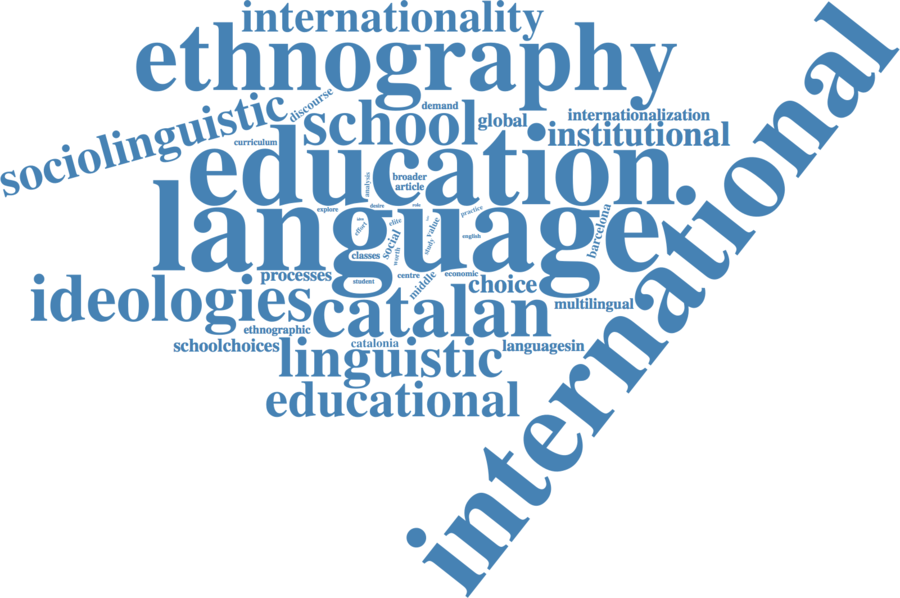 internationality
ethnography
international
sociolinguistic
discourse
demand
school
global
internationalization
institutional
curriculum
education.
analysis
broader
article
language
explore
desire
practice
effort
elite
value
barcelona
social
worth
study
english
classes
processes
student
centre
economic
middle
choice
ideologies
catalan
multilingual
ethnographic
schoolchoices
catalonia
linguistic
languagesin
educational